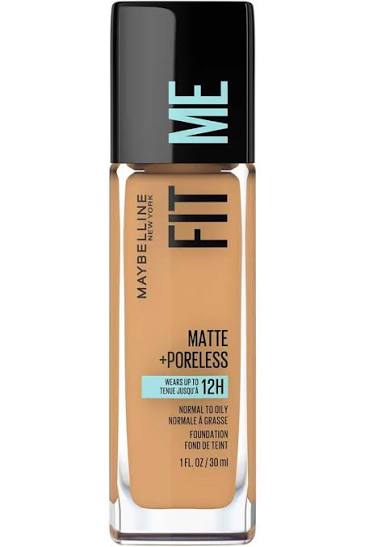 ME
FIT
MAYBELLINE
NEW YORK
MATTE
+PORELESS
WEARS UP TO
TENUE JUSQU'À
12H
NORMAL TO OILY
NORMALE À GRASSE
FOUNDATION
FOND DE TEINT
1 FL. OZ / 30 ml